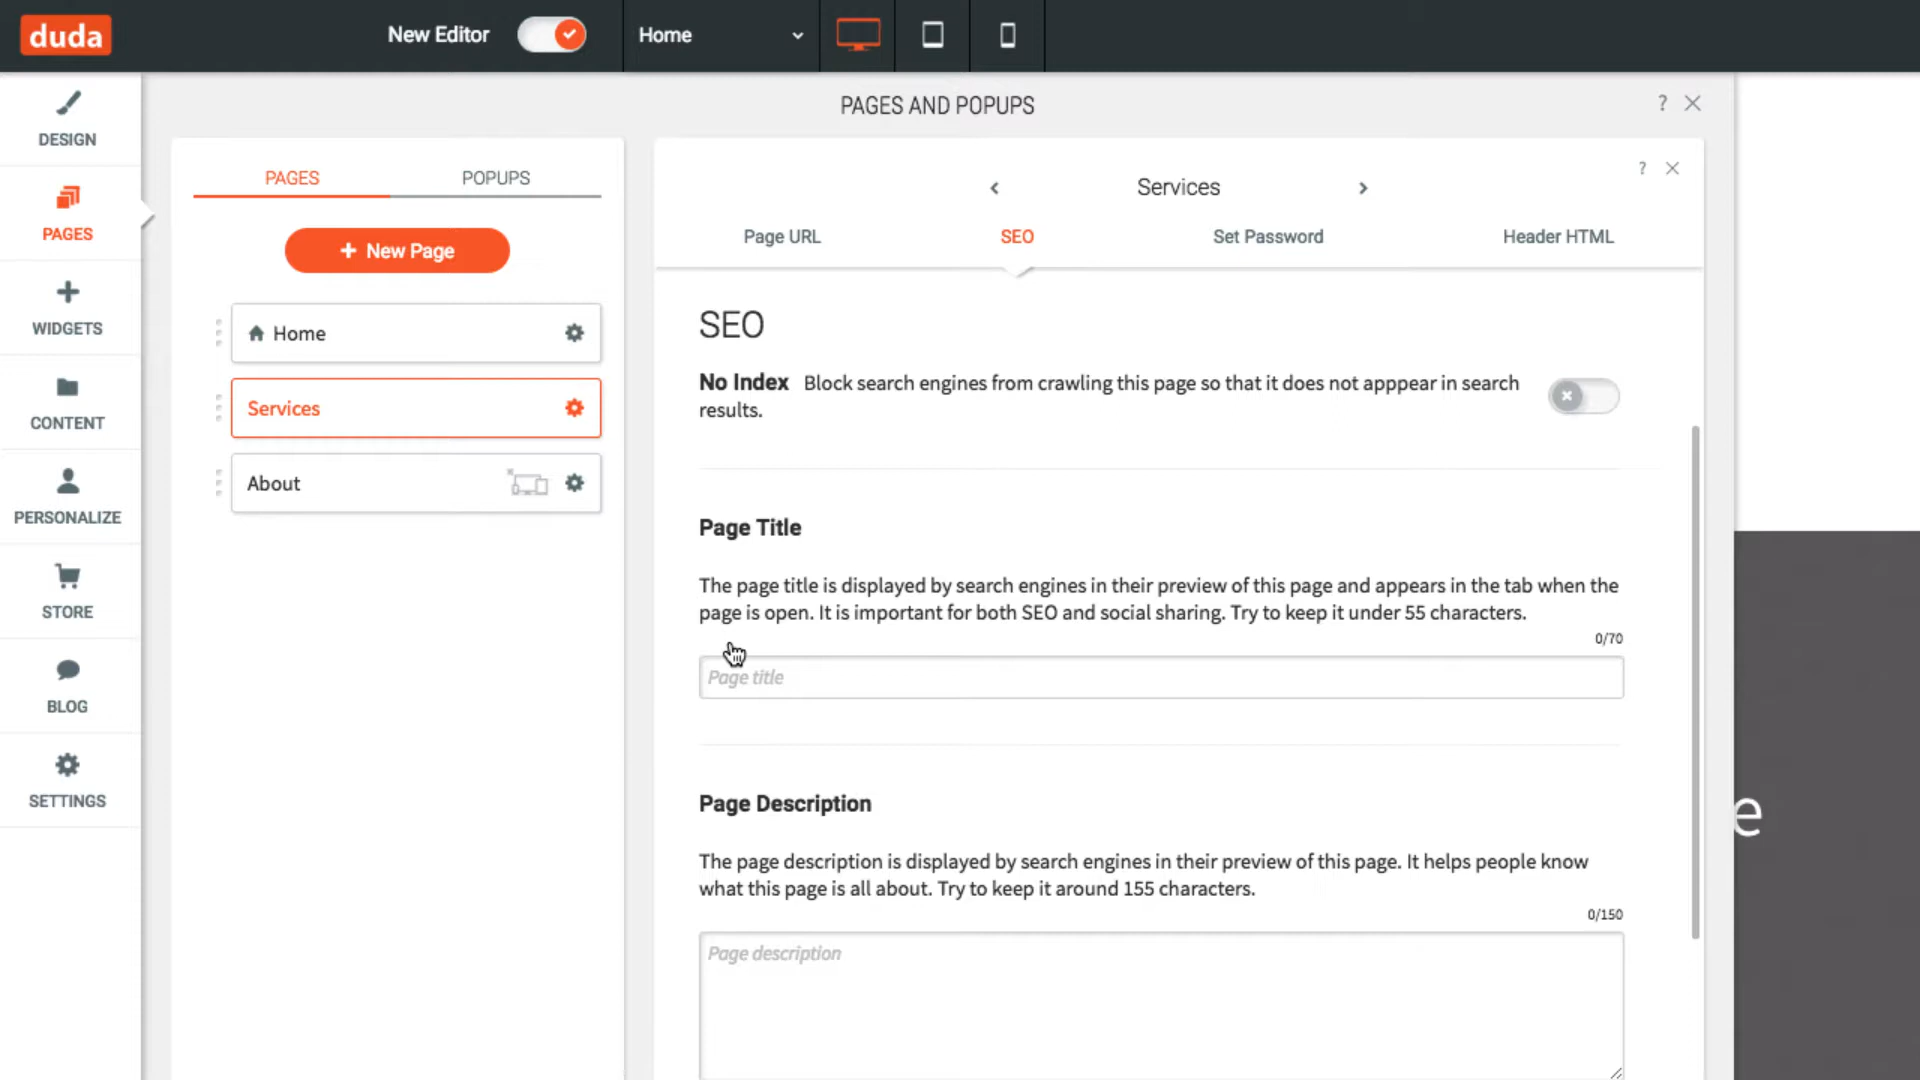 duda
New Editor
Home
DESIGN
PAGES
WIDGETS
CONTENT
PERSONALIZE
STORE
BLOG
SETTINGS
PAGES AND POPUPS
?
PAGES
POPUPS
+ New Page
Home
Services
About
?
Services
Page URL
SEO
Set Password
Header HTML
SEO
No Index Block search engines from crawling this page so that it does not apppear in search
results.
Page Title
The page title is displayed by search engines in their preview of this page and appears in the tab when the
page is open. It is important for both SEO and social sharing. Try to keep it under 55 characters.
0/70
Page title
Page Description
The page description is displayed by search engines in their preview of this page. It helps people know
what this page is all about. Try to keep it around 155 characters.
0/150
Page description
e